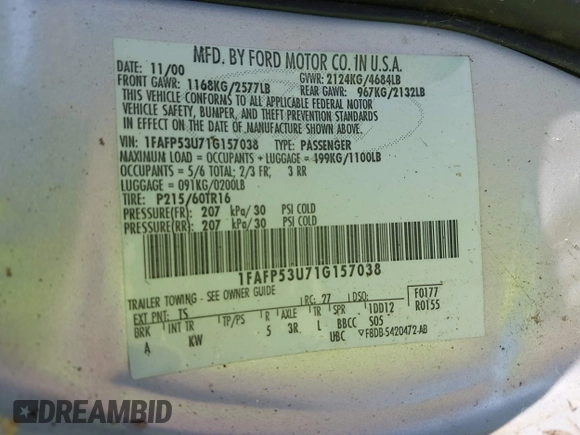 MFD. BY FORD MOTOR CO. IN U.S.A.
DATE: 11/00 GVWR: 2124KG/4684LB
FRONT GAWR: 1168KG/2577LB REAR GAWR: 967KG/2132LB
THIS VEHICLE CONFORMS TO ALL APPLICABLE FEDERAL MOTOR
VEHICLE SAFETY, BUMPER, AND THEFT PREVENTION STANDARDS
IN EFFECT ON THE DATE OF MANUFACTURE SHOWN ABOVE.
VIN: 1FAFP53U71G157038 TYPE: PASSENGER
MAXIMUM LOAD = OCCUPANTS + LUGGAGE = 499KG/1100LB
OCCUPANTS = 5/6 TOTAL; 2/3 FR; 3 RR
LUGGAGE = 091KG/0200LB
TIRE: P215/60TR16
PRESSURE(FR) 207 kPa/30 PSI COLD
PRESSURE(RR) 207 kPa/30 PSI COLD
1FAFP53U71G157038
TRAILER TOWING - SEE OWNER GUIDE
EXT PNT: TS RC: 27 DSO: F0177
BRK INT TR TP/PS R AXLE TR SPR 1DD12 R0155
A KW 5 3R L BBCC S05
UBC ▽F8DB-5420472-AB
DREAMBID